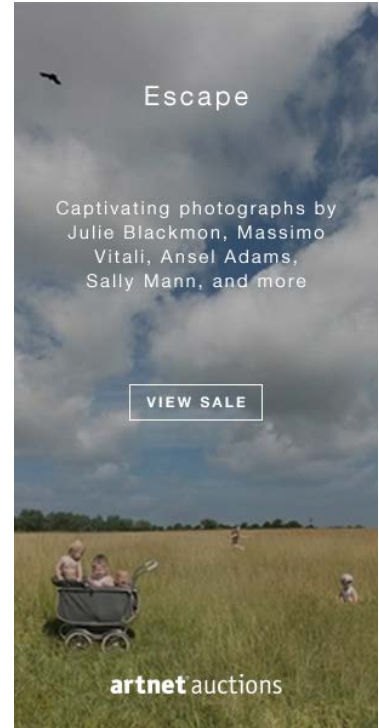 Escape
Captivating photographs by
Julie Blackmon, Massimo
Vitali, Ansel Adams,
Sally Mann, and more
VIEW SALE
artnet auctions